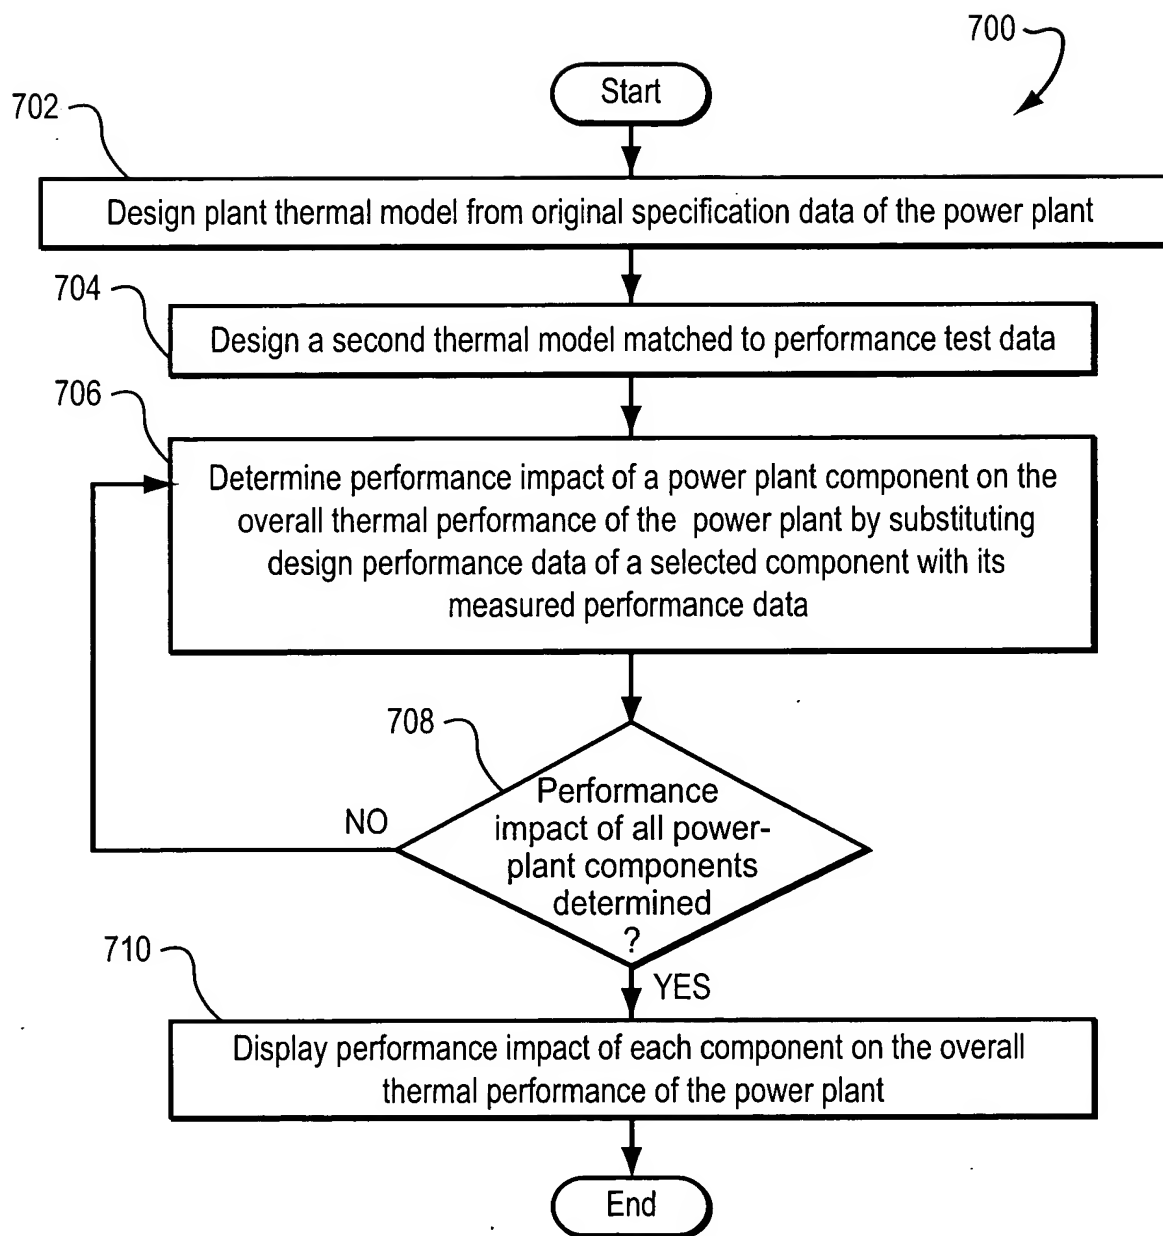 700
Start
702
Design plant thermal model from original specification data of the power plant
704
Design a second thermal model matched to performance test data
706
Determine performance impact of a power plant component on the
overall thermal performance of the power plant by substituting
design performance data of a selected component with its
measured performance data
708
Performance
impact of all power-
plant components
determined
?
NO
YES
710
Display performance impact of each component on the overall
thermal performance of the power plant
End